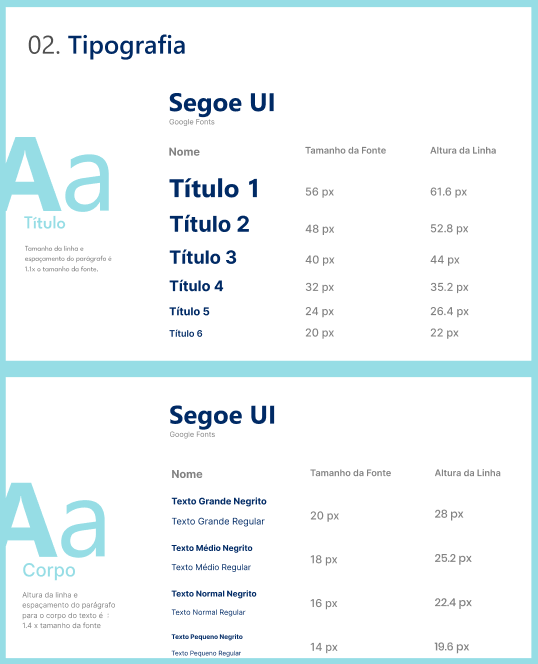 02. Tipografia
Segoe UI
Google Fonts
Nome Tamanho da Fonte Altura da Linha
Aa
Título
Tamanho da linha e
espaçamento do parágrafo é
1.1x o tamanho da fonte.
Título 1 56 px 61.6 px
Título 2 48 px 52.8 px
Título 3 40 px 44 px
Título 4 32 px 35.2 px
Título 5 24 px 26.4 px
Título 6 20 px 22 px
Segoe UI
Google Fonts
Nome Tamanho da Fonte Altura da Linha
Aa
Corpo
Altura da linha e
espaçamento do parágrafo
para o corpo do texto é :
1.4 x tamanho da fonte
Texto Grande Negrito
Texto Grande Regular
20 px 28 px
Texto Médio Negrito
Texto Médio Regular
18 px 25.2 px
Texto Normal Negrito
Texto Normal Regular
16 px 22.4 px
Texto Pequeno Negrito
Texto Pequeno Regular
14 px 19.6 px